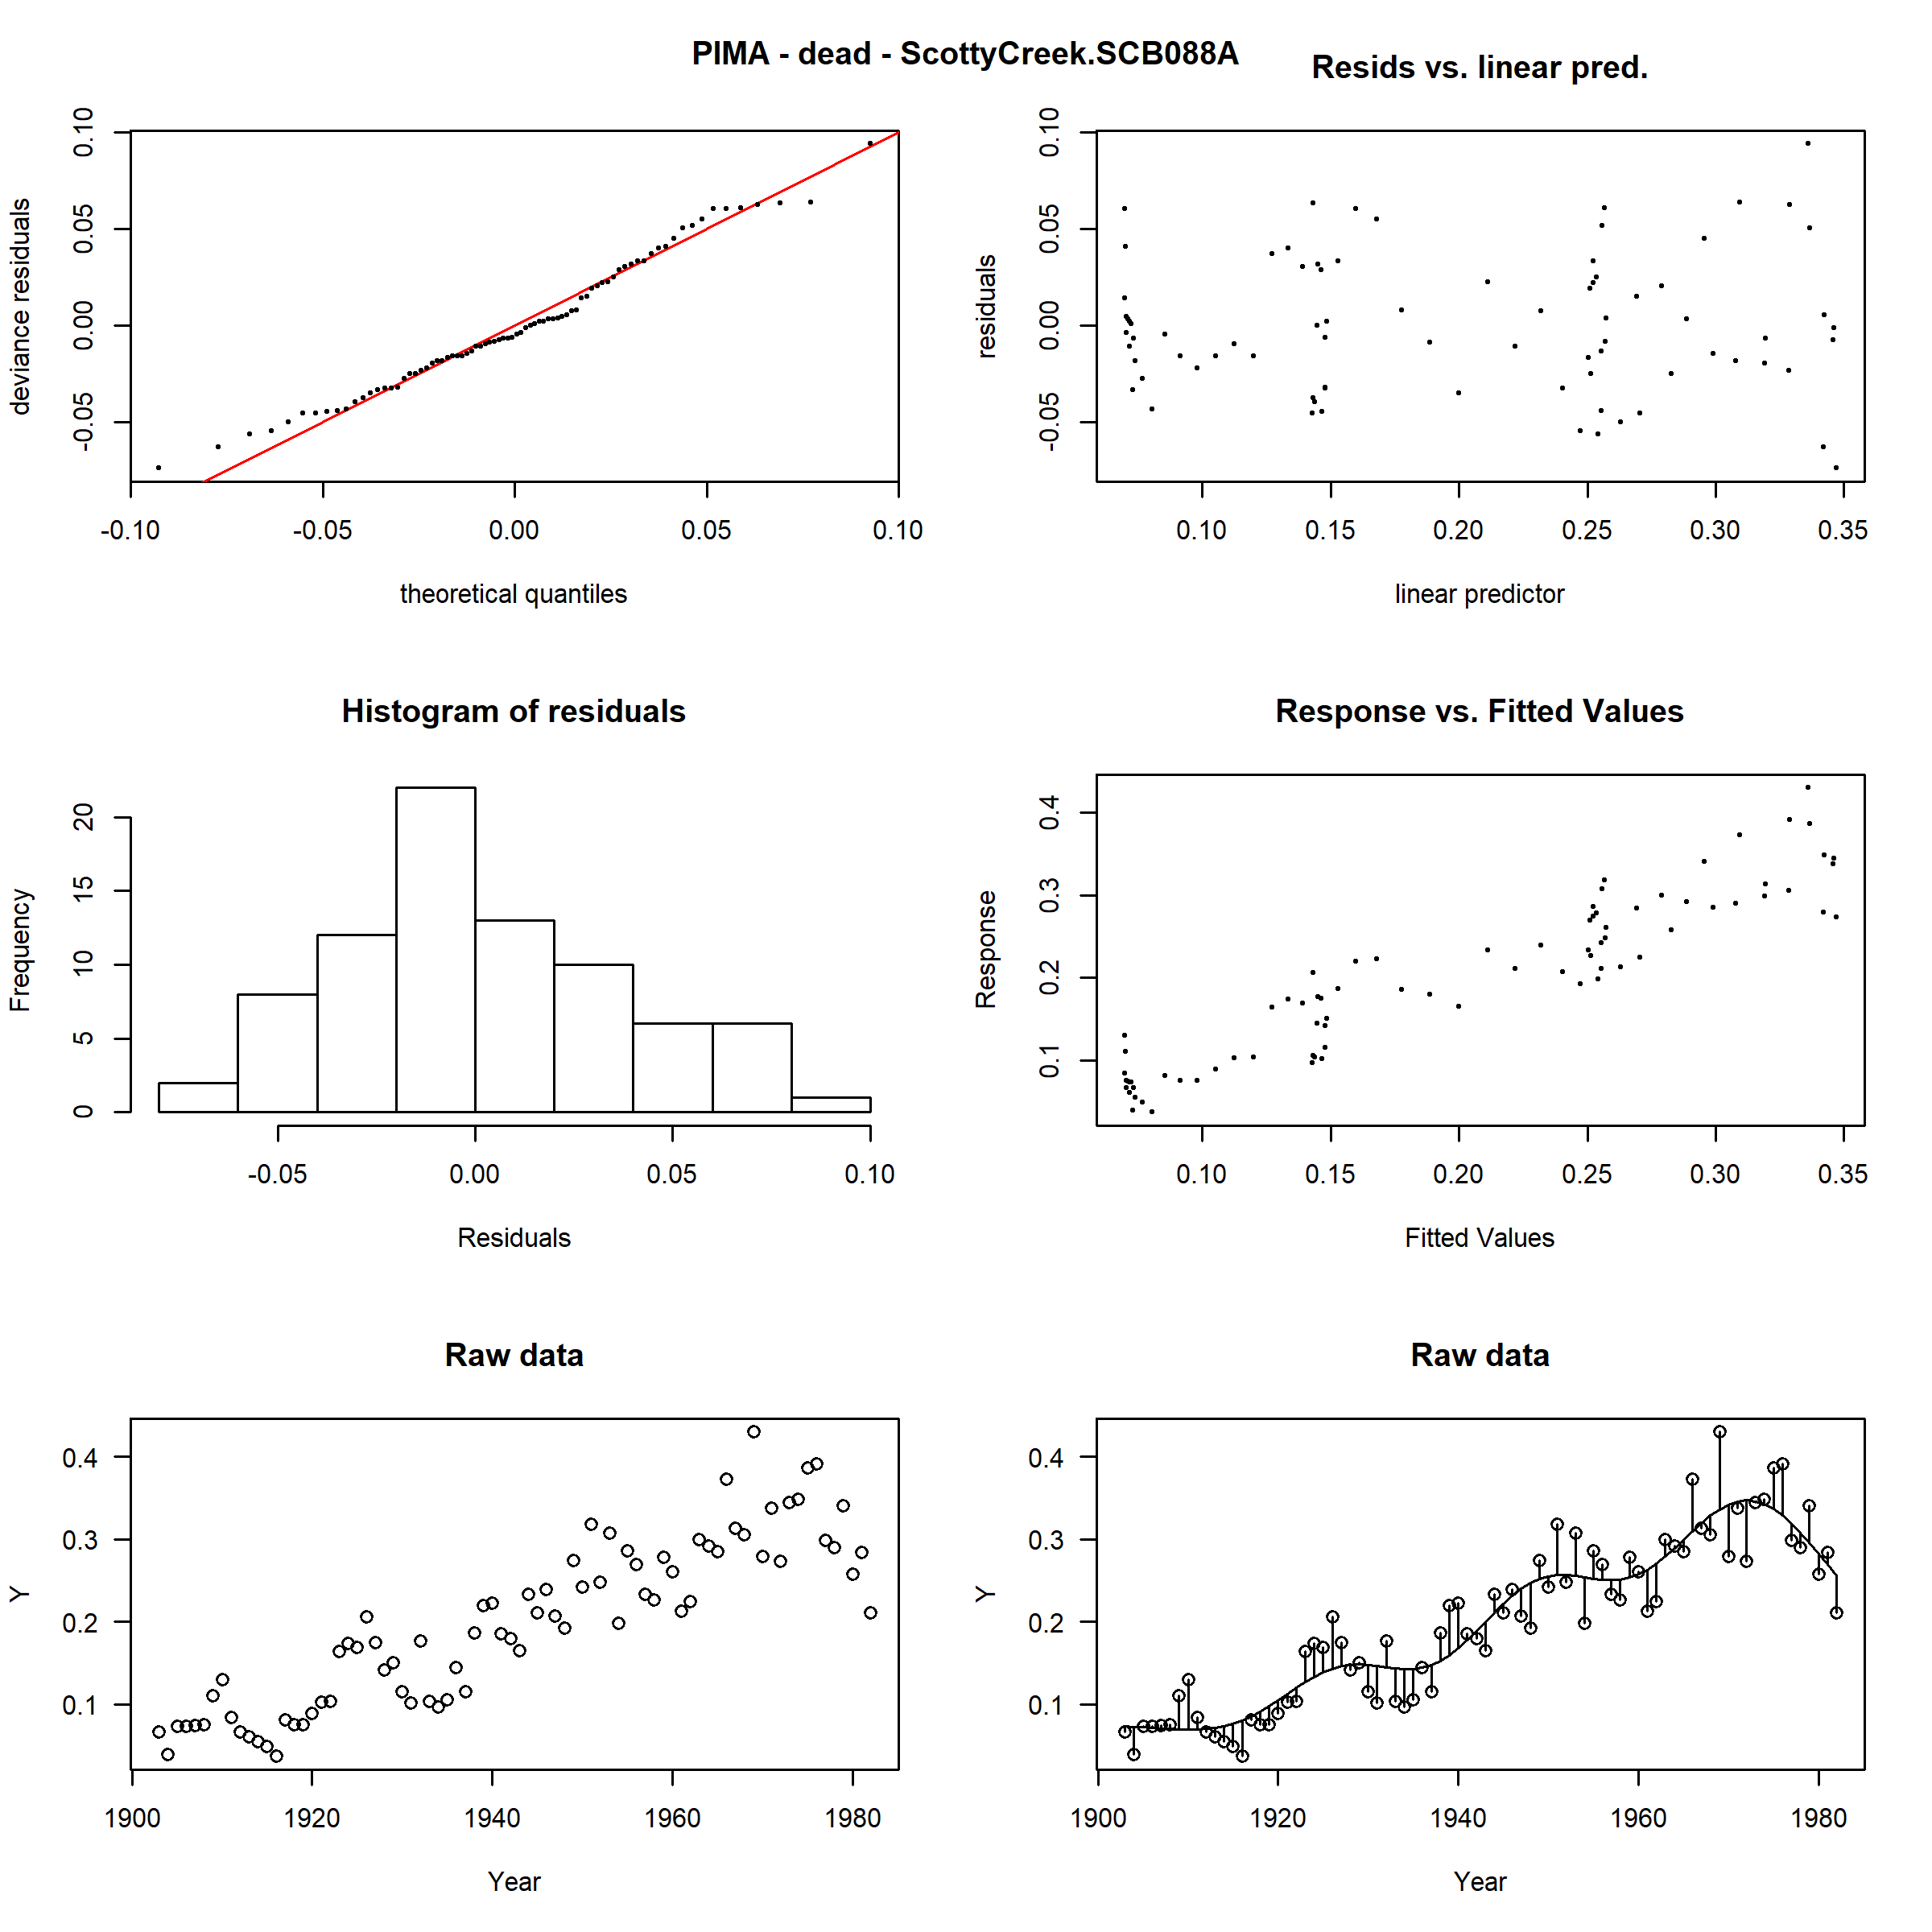 PIMA - dead - ScottyCreek.SCB088A
Resids vs. linear pred.
deviance residuals
-0.05 0.00 0.05 0.10
-0.10 -0.05 0.00 0.05 0.10
theoretical quantiles
residuals
-0.05 0.00 0.05 0.10
0.10 0.15 0.20 0.25 0.30 0.35
linear predictor
Histogram of residuals
Frequency
0 5 10 15 20
-0.05 0.00 0.05 0.10
Residuals
Response vs. Fitted Values
Response
0.1 0.2 0.3 0.4
0.10 0.15 0.20 0.25 0.30 0.35
Fitted Values
Raw data
Y
0.4
0.3
0.2
0.1
1900 1920 1940 1960 1980
Year
Raw data
Y
0.4
0.3
0.2
0.1
1900 1920 1940 1960 1980
Year